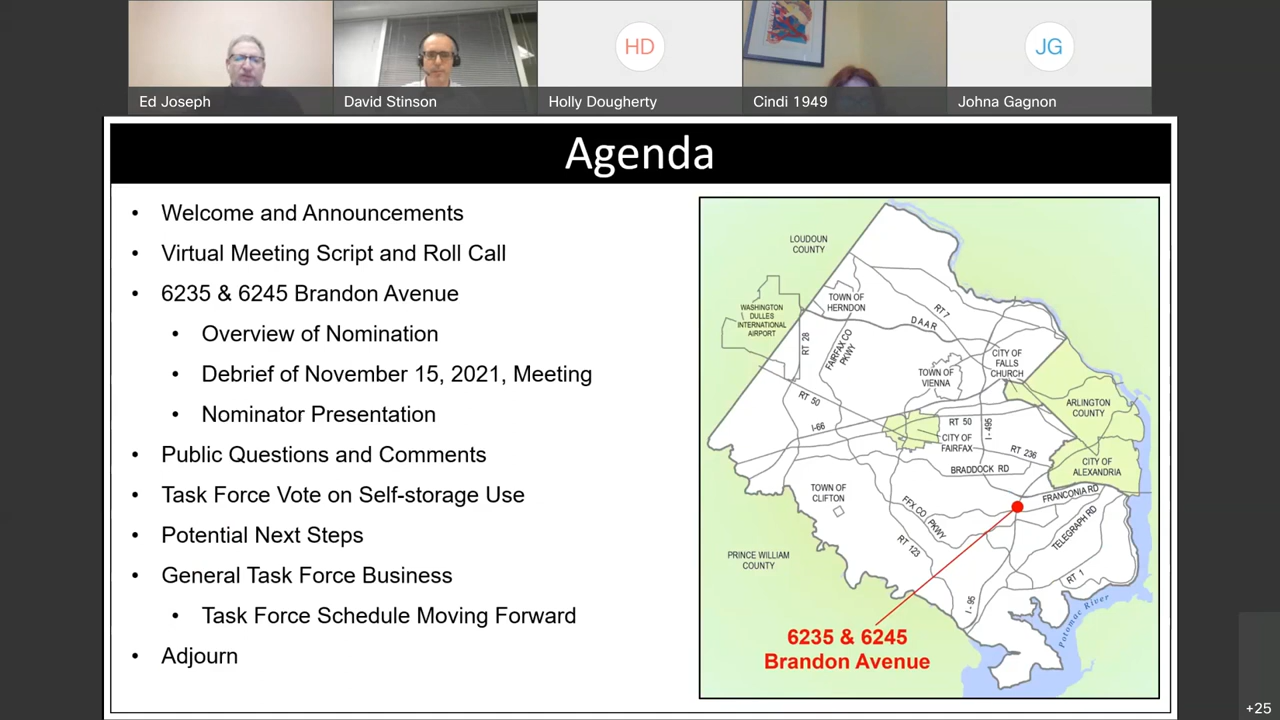 HD
JG
Ed Joseph
David Stinson
Holly Dougherty
Cindi 1949
Johna Gagnon
Agenda
• Welcome and Announcements
• Virtual Meeting Script and Roll Call
• 6235 & 6245 Brandon Avenue
• Overview of Nomination
• Debrief of November 15, 2021, Meeting
• Nominator Presentation
• Public Questions and Comments
• Task Force Vote on Self-storage Use
• Potential Next Steps
• General Task Force Business
• Task Force Schedule Moving Forward
• Adjourn
LOUDOUN
COUNTY
WASHINGTON
DULLES
INTERNATIONAL
AIRPORT
TOWN OF
HERNDON
RT 7
DAAR
RT 28
FAIRFAX CO
PKWY
CITY OF
FALLS
CHURCH
TOWN OF
VIENNA
ARLINGTON
COUNTY
RT 50
I-66
RT 50
I-495
CITY OF
FAIRFAX
RT 236
BRADDOCK RD
CITY OF
ALEXANDRIA
TOWN OF
CLIFTON
FFX CO PKWY
FRANCONIA RD
TELEGRAPH RD
RT 123
PRINCE WILLIAM
COUNTY
RT 1
I-95
Potomac River
6235 & 6245
Brandon Avenue
+25